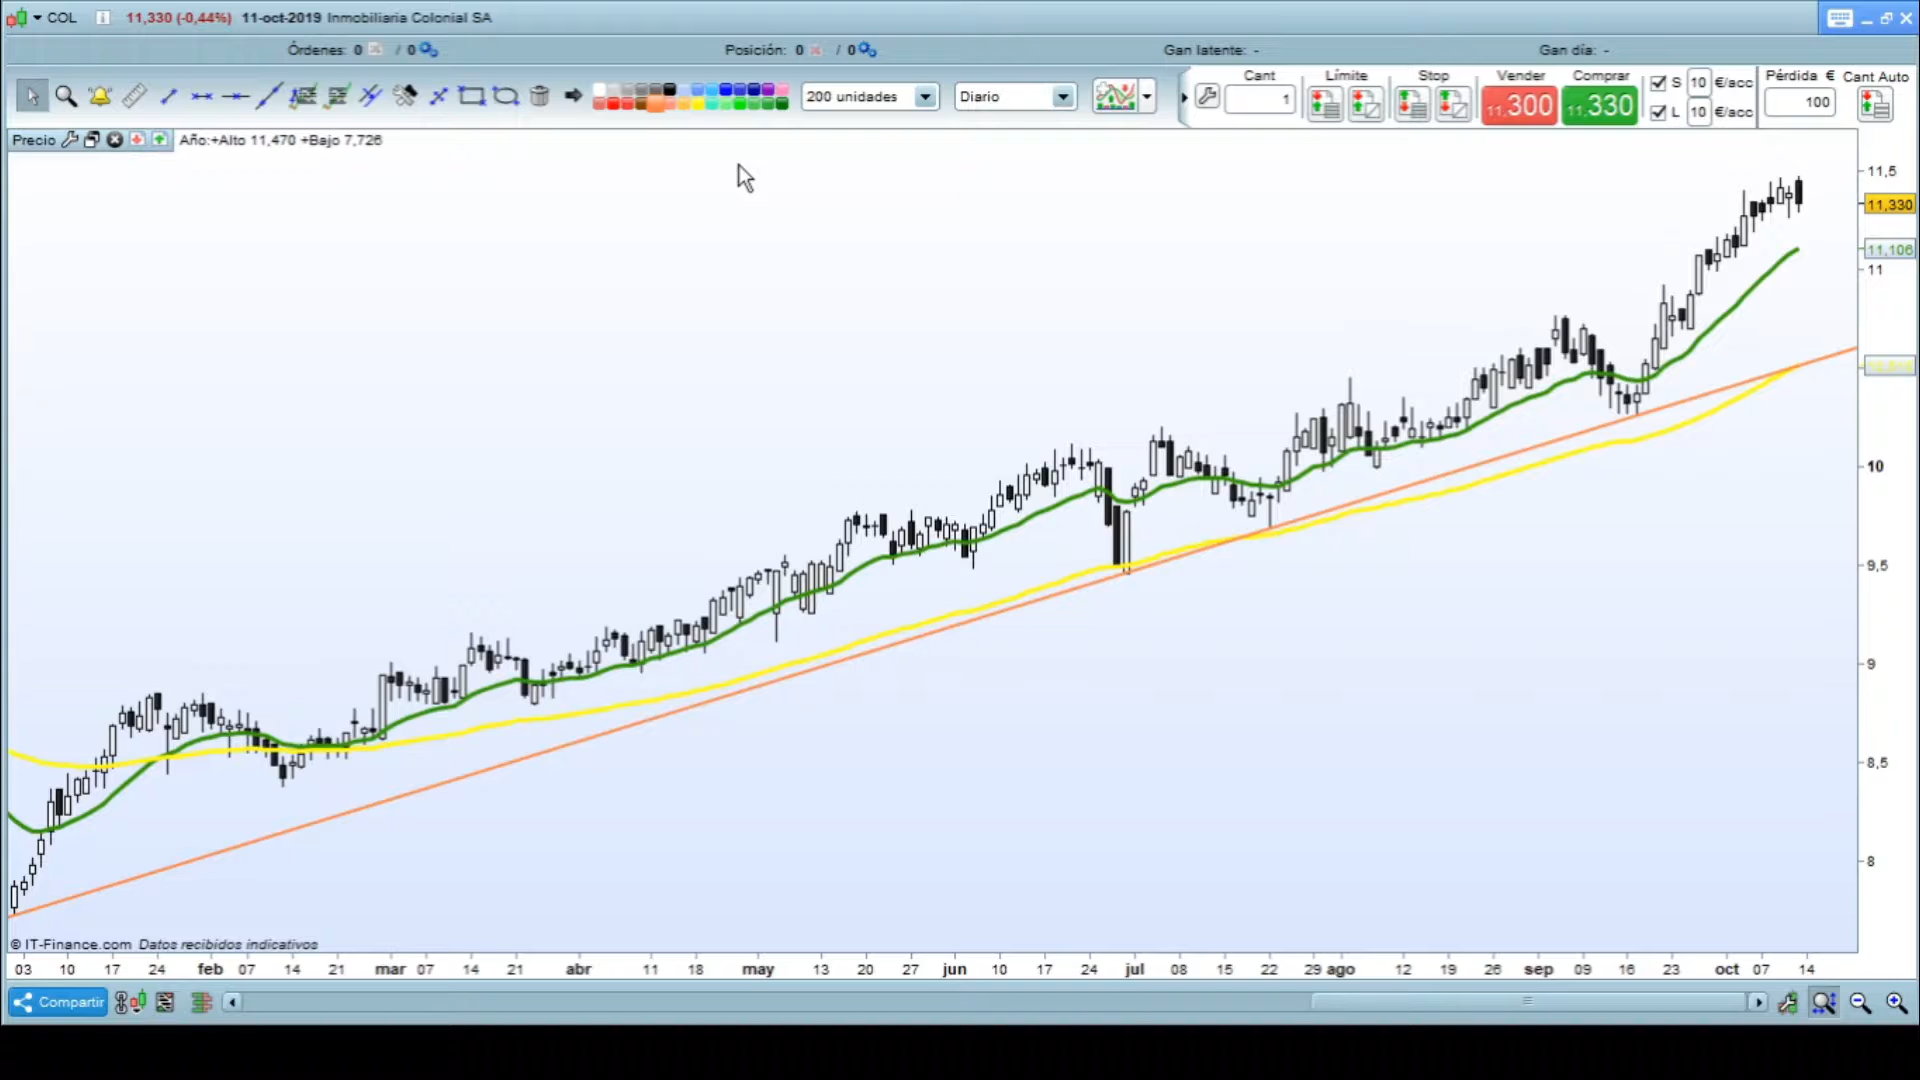 COL 11,330 (-0,44%) 11-oct-2019 Inmobiliaria Colonial SA
Órdenes: 0 / 0 Posición: 0 / 0 Gan latente: - Gan día: -
200 unidades Diario
Cant Límite Stop Vender Comprar S 10 €/acc Pérdida € Cant Auto
1 11,300 11,330 L 10 €/acc 100
Precio Año:+Alto 11,470 +Bajo 7,726
11,5
11,330
11,106
11
10
9,5
9
8,5
8
© IT-Finance.com Datos recibidos indicativos
03 10 17 24 feb 07 14 21 mar 07 14 21 abr 11 18 may 13 20 27 jun 10 17 24 jul 08 15 22 29 ago 12 19 26 sep 09 16 23 oct 07 14
Compartir